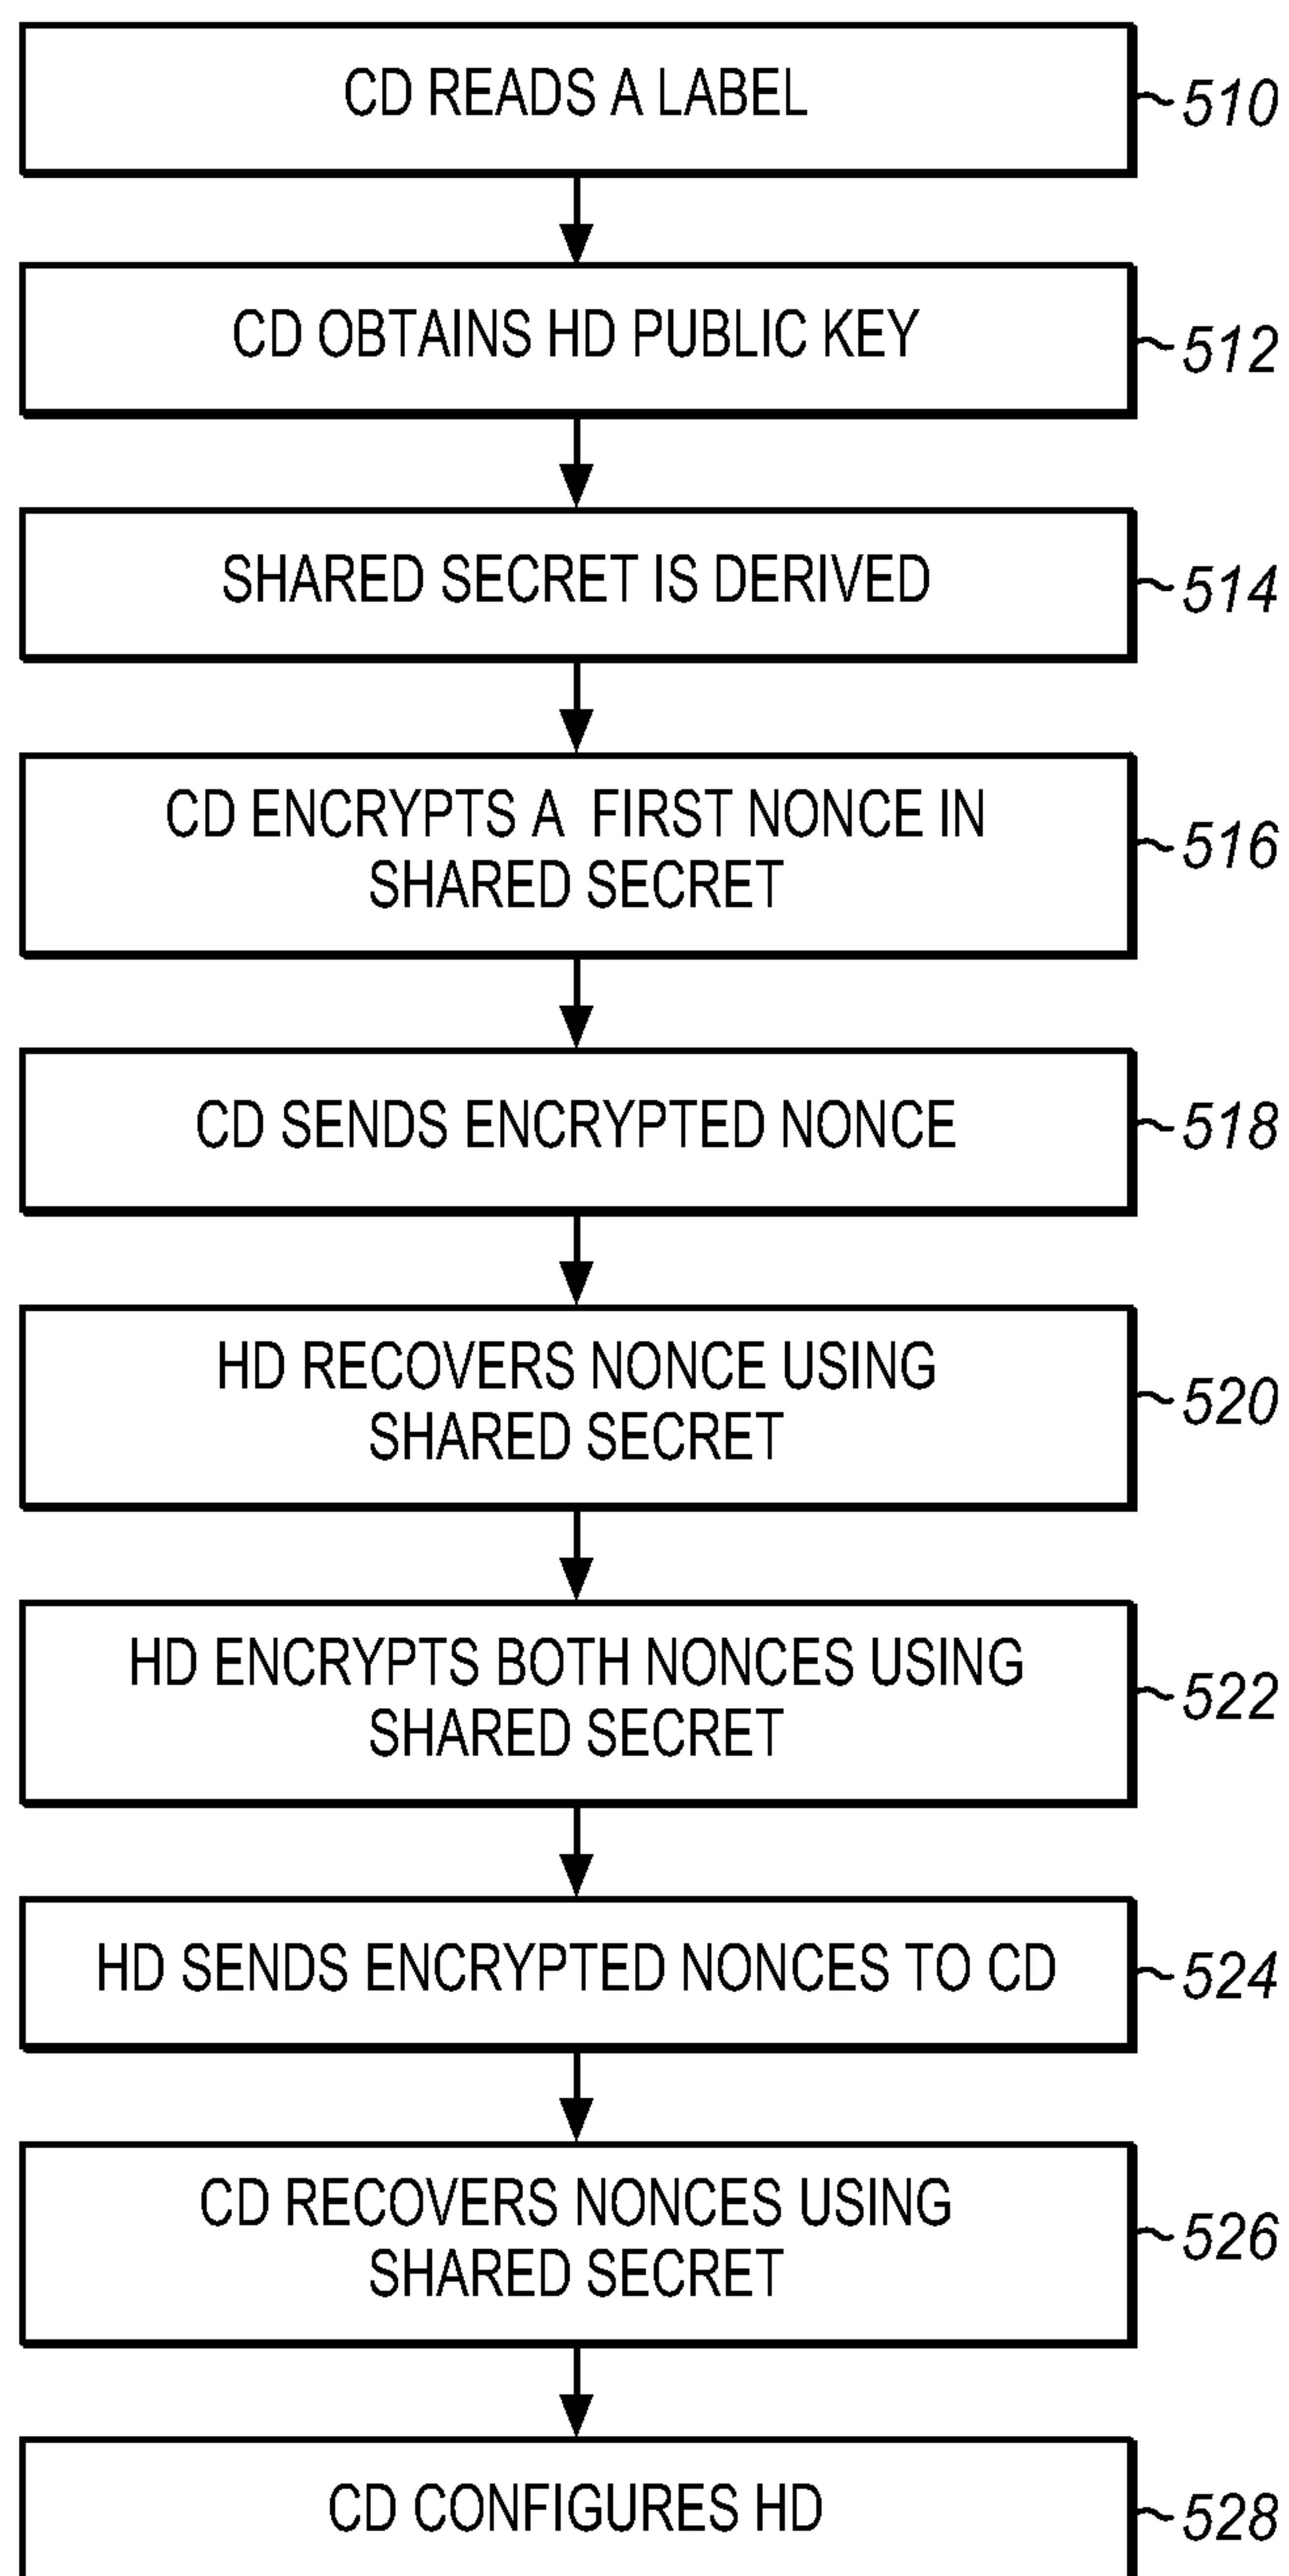 CD READS A LABEL
510
CD OBTAINS HD PUBLIC KEY
512
SHARED SECRET IS DERIVED
514
CD ENCRYPTS A FIRST NONCE IN
SHARED SECRET
516
CD SENDS ENCRYPTED NONCE
518
HD RECOVERS NONCE USING
SHARED SECRET
520
HD ENCRYPTS BOTH NONCES USING
SHARED SECRET
522
HD SENDS ENCRYPTED NONCES TO CD
524
CD RECOVERS NONCES USING
SHARED SECRET
526
CD CONFIGURES HD
528